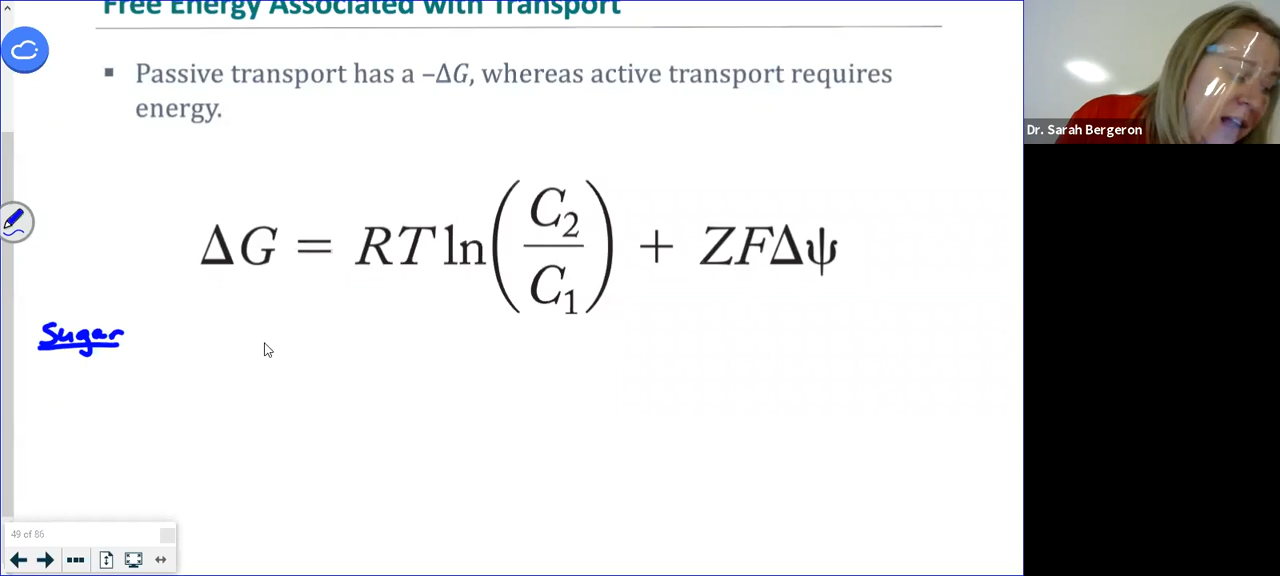 Free Energy Associated with Transport
▪ Passive transport has a –ΔG, whereas active transport requires
energy.
ΔG = RT ln(C₂/C₁) + ZFΔψ
Sugar
Dr. Sarah Bergeron
49 of 86